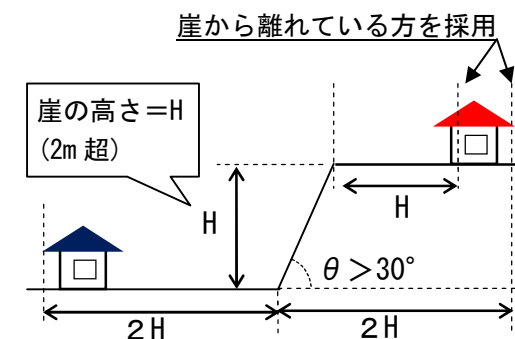 崖から離れている方を採用
崖の高さ＝H
（2m 超）
H
H
θ＞30°
2H
2H